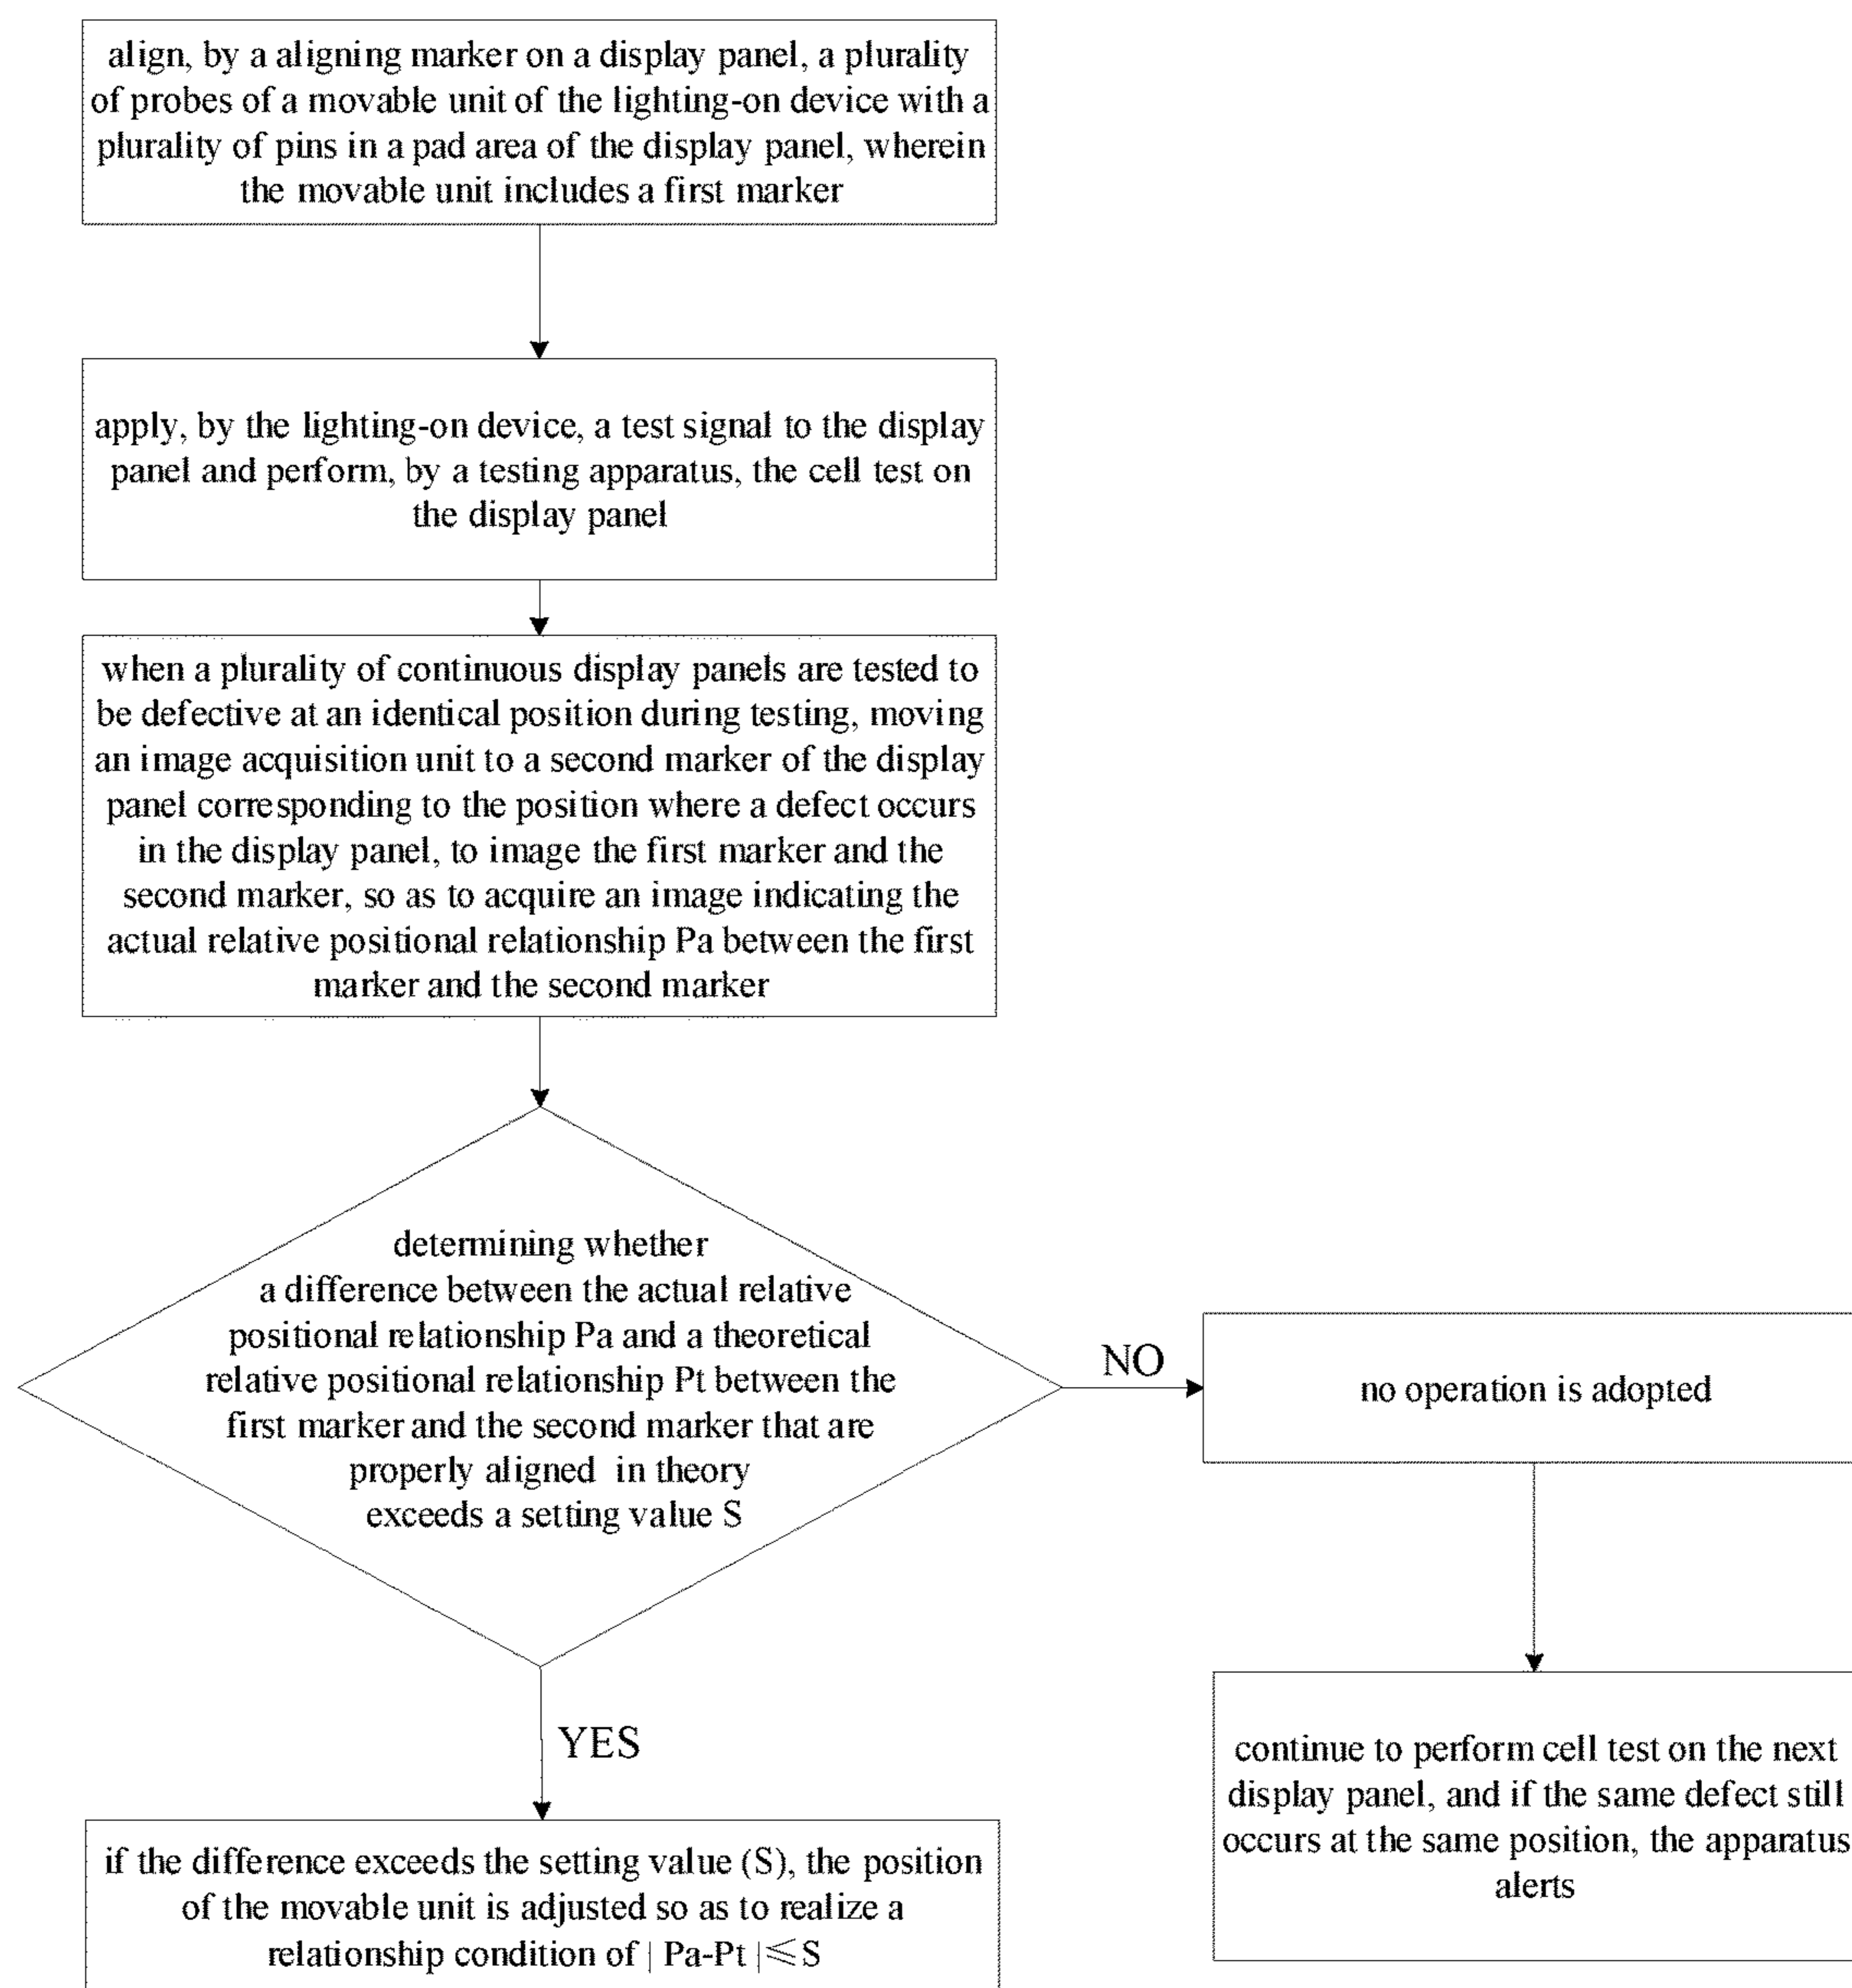 align, by a aligning marker on a display panel, a plurality
of probes of a movable unit of the lighting-on device with a
plurality of pins in a pad area of the display panel, wherein
the movable unit includes a first marker
apply, by the lighting-on device, a test signal to the display
panel and perform, by a testing apparatus, the cell test on
the display panel
when a plurality of continuous display panels are tested to
be defective at an identical position during testing, moving
an image acquisition unit to a second marker of the display
panel corresponding to the position where a defect occurs
in the display panel, to image the first marker and the
second marker, so as to acquire an image indicating the
actual relative positional relationship Pa between the first
marker and the second marker
determining whether
a difference between the actual relative
positional relationship Pa and a theoretical
relative positional relationship Pt between the
first marker and the second marker that are
properly aligned in theory
exceeds a setting value S
NO
no operation is adopted
continue to perform cell test on the next
display panel, and if the same defect still
occurs at the same position, the apparatus
alerts
YES
if the difference exceeds the setting value (S), the position
of the movable unit is adjusted so as to realize a
relationship condition of | Pa-Pt |≤S